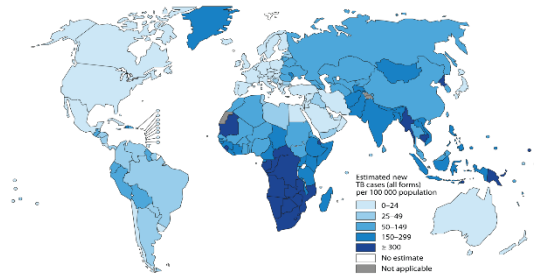 Estimated new
TB cases (all forms)
per 100 000 population
0–24
25–49
50–149
150–299
≥ 300
No estimate
Not applicable